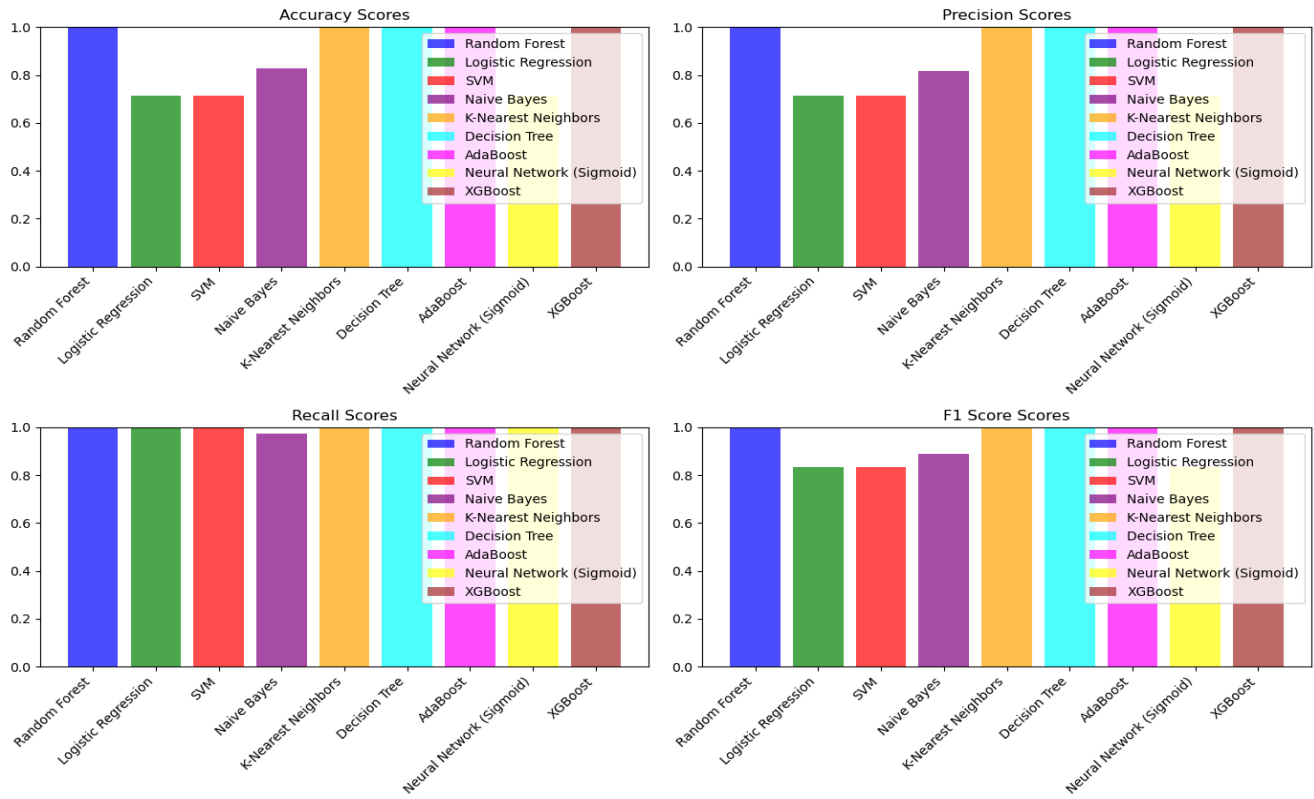 Accuracy Scores
1.0
0.8
0.6
0.4
0.2
0.0
Random Forest
Logistic Regression
SVM
Naive Bayes
K-Nearest Neighbors
Decision Tree
AdaBoost
Neural Network (Sigmoid)
XGBoost
Random Forest
Logistic Regression
SVM
Naive Bayes
K-Nearest Neighbors
Decision Tree
AdaBoost
Neural Network (Sigmoid)
XGBoost
Precision Scores
1.0
0.8
0.6
0.4
0.2
0.0
Random Forest
Logistic Regression
SVM
Naive Bayes
K-Nearest Neighbors
Decision Tree
AdaBoost
Neural Network (Sigmoid)
XGBoost
Random Forest
Logistic Regression
SVM
Naive Bayes
K-Nearest Neighbors
Decision Tree
AdaBoost
Neural Network (Sigmoid)
XGBoost
Recall Scores
1.0
0.8
0.6
0.4
0.2
0.0
Random Forest
Logistic Regression
SVM
Naive Bayes
K-Nearest Neighbors
Decision Tree
AdaBoost
Neural Network (Sigmoid)
XGBoost
Random Forest
Logistic Regression
SVM
Naive Bayes
K-Nearest Neighbors
Decision Tree
AdaBoost
Neural Network (Sigmoid)
XGBoost
F1 Score Scores
1.0
0.8
0.6
0.4
0.2
0.0
Random Forest
Logistic Regression
SVM
Naive Bayes
K-Nearest Neighbors
Decision Tree
AdaBoost
Neural Network (Sigmoid)
XGBoost
Random Forest
Logistic Regression
SVM
Naive Bayes
K-Nearest Neighbors
Decision Tree
AdaBoost
Neural Network (Sigmoid)
XGBoost